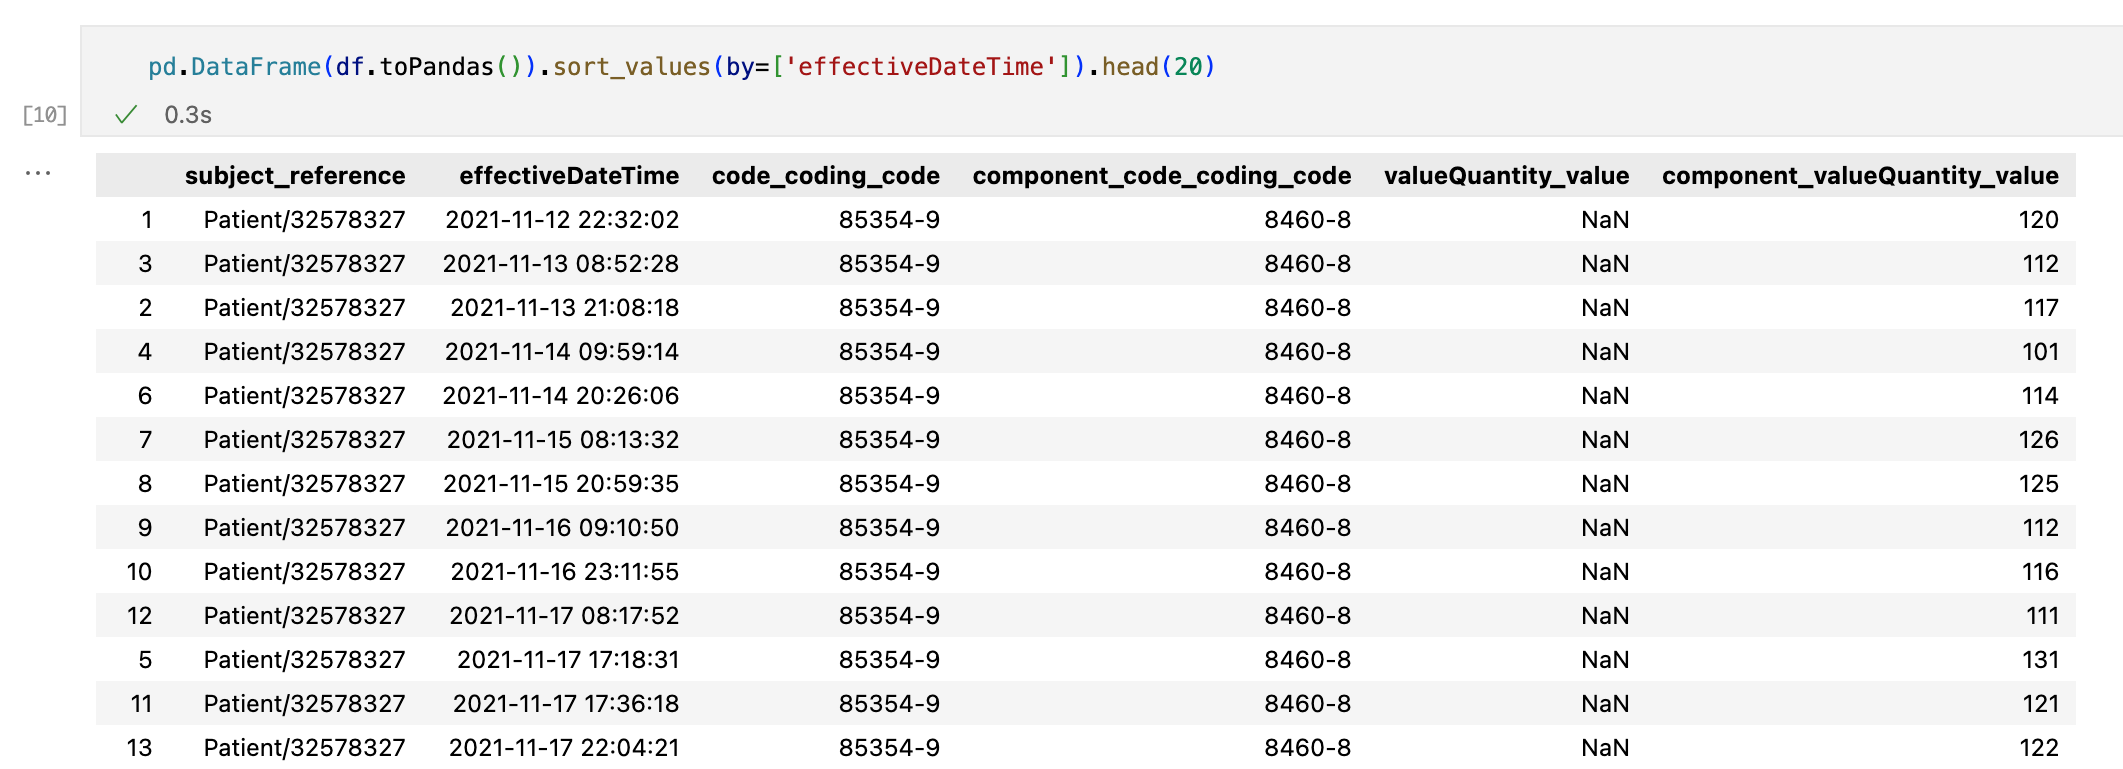 pd.DataFrame(df.toPandas()).sort_values(by=['effectiveDateTime']).head(20)
[10] ✓ 0.3s
...
subject_reference effectiveDateTime code_coding_code component_code_coding_code valueQuantity_value component_valueQuantity_value
1 Patient/32578327 2021-11-12 22:32:02 85354-9 8460-8 NaN 120
3 Patient/32578327 2021-11-13 08:52:28 85354-9 8460-8 NaN 112
2 Patient/32578327 2021-11-13 21:08:18 85354-9 8460-8 NaN 117
4 Patient/32578327 2021-11-14 09:59:14 85354-9 8460-8 NaN 101
6 Patient/32578327 2021-11-14 20:26:06 85354-9 8460-8 NaN 114
7 Patient/32578327 2021-11-15 08:13:32 85354-9 8460-8 NaN 126
8 Patient/32578327 2021-11-15 20:59:35 85354-9 8460-8 NaN 125
9 Patient/32578327 2021-11-16 09:10:50 85354-9 8460-8 NaN 112
10 Patient/32578327 2021-11-16 23:11:55 85354-9 8460-8 NaN 116
12 Patient/32578327 2021-11-17 08:17:52 85354-9 8460-8 NaN 111
5 Patient/32578327 2021-11-17 17:18:31 85354-9 8460-8 NaN 131
11 Patient/32578327 2021-11-17 17:36:18 85354-9 8460-8 NaN 121
13 Patient/32578327 2021-11-17 22:04:21 85354-9 8460-8 NaN 122